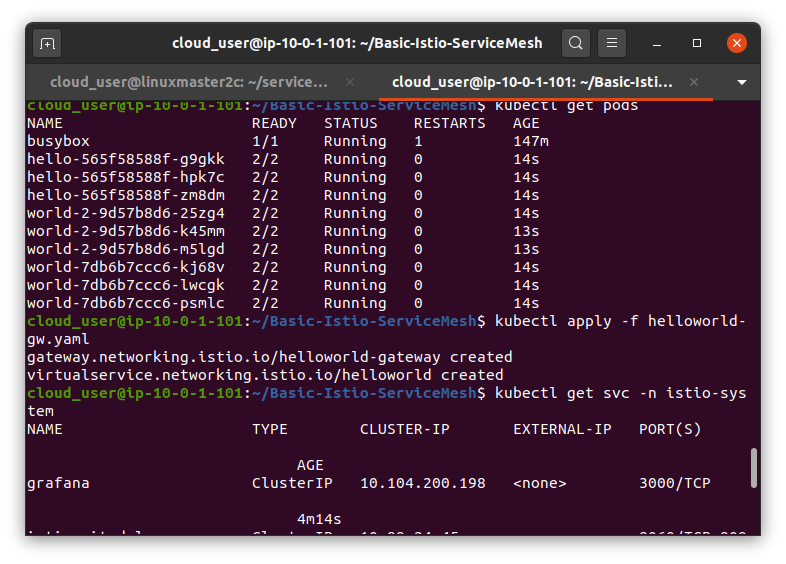 cloud_user@ip-10-0-1-101: ~/Basic-Istio-ServiceMesh
cloud_user@linuxmaster2c: ~/service...
cloud_user@ip-10-0-1-101: ~/Basic-Isti...
cloud_user@ip-10-0-1-101:~/Basic-Istio-ServiceMesh$ kubectl get pods
NAME READY STATUS RESTARTS AGE
busybox 1/1 Running 1 147m
hello-565f58588f-g9gkk 2/2 Running 0 14s
hello-565f58588f-hpk7c 2/2 Running 0 14s
hello-565f58588f-zm8dm 2/2 Running 0 14s
world-2-9d57b8d6-25zg4 2/2 Running 0 14s
world-2-9d57b8d6-k45mm 2/2 Running 0 13s
world-2-9d57b8d6-m5lgd 2/2 Running 0 13s
world-7db6b7ccc6-kj68v 2/2 Running 0 14s
world-7db6b7ccc6-lwcgk 2/2 Running 0 14s
world-7db6b7ccc6-psmlc 2/2 Running 0 14s
cloud_user@ip-10-0-1-101:~/Basic-Istio-ServiceMesh$ kubectl apply -f helloworld-
gw.yaml
gateway.networking.istio.io/helloworld-gateway created
virtualservice.networking.istio.io/helloworld created
cloud_user@ip-10-0-1-101:~/Basic-Istio-ServiceMesh$ kubectl get svc -n istio-sys
tem
NAME TYPE CLUSTER-IP EXTERNAL-IP PORT(S)
AGE
grafana ClusterIP 10.104.200.198 <none> 3000/TCP
4m14s